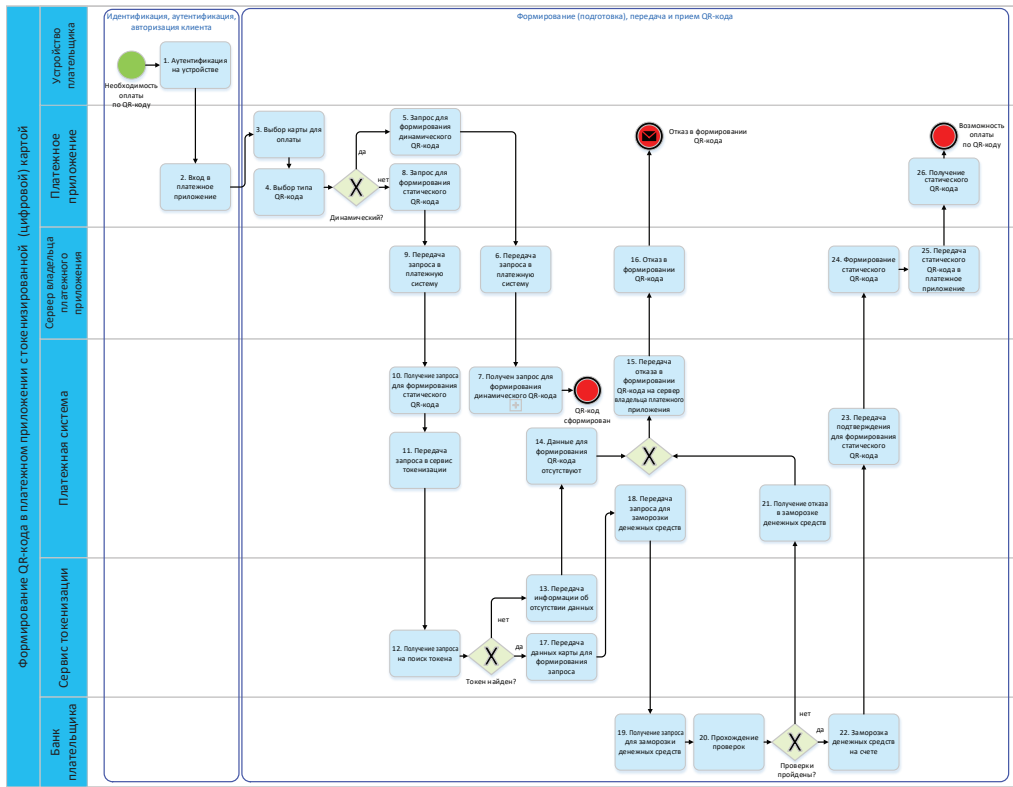 Формирование QR-кода в платежном приложении с токенизированной (цифровой) картой
Устройство
плательщика
Платежное
приложение
Сервер владельца
платежного
приложения
Платежная система
Сервис токенизации
Банк
плательщика
Идентификация, аутентификация,
авторизация клиента
Формирование (подготовка), передача и прием QR-кода
Необходимость
оплаты
по QR-коду
1. Аутентификация
на устройстве
2. Вход в
платежное
приложение
3. Выбор карты для
оплаты
4. Выбор типа
QR-кода
Динамический?
да
нет
5. Запрос для
формирования
динамического
QR-кода
8. Запрос для
формирования
статического
QR-кода
Отказ в формировании
QR-кода
Возможность
оплаты
по QR-коду
26. Получение
статического
QR-кода
9. Передача
запроса в
платежную
систему
6. Передача
запроса в
платежную
систему
16. Отказ в
формировании
QR-кода
24. Формирование
статического
QR-кода
25. Передача
статического
QR-кода в
платежное
приложение
10. Получение запроса
для формирования
статического
QR-кода
7. Получен запрос для
формирования
динамического QR-кода
QR-код
сформирован
15. Передача
отказа в
формировании
QR-кода на сервер
владельца платежного
приложения
11. Передача
запроса в сервис
токенизации
14. Данные для
формирования
QR-кода
отсутствуют
23. Передача
подтверждения
для формирования
статического
QR-кода
18. Передача
запроса для
заморозки
денежных средств
21. Получение отказа
в заморозке
денежных средств
12. Получение запроса
на поиск токена
Токен найден?
нет
да
13. Передача
информации об
отсутствии данных
17. Передача
данных карты для
формирования
запроса
19. Получение запроса
для заморозки
денежных средств
20. Прохождение
проверок
Проверки
пройдены?
нет
да
22. Заморозка
денежных средств
на счете